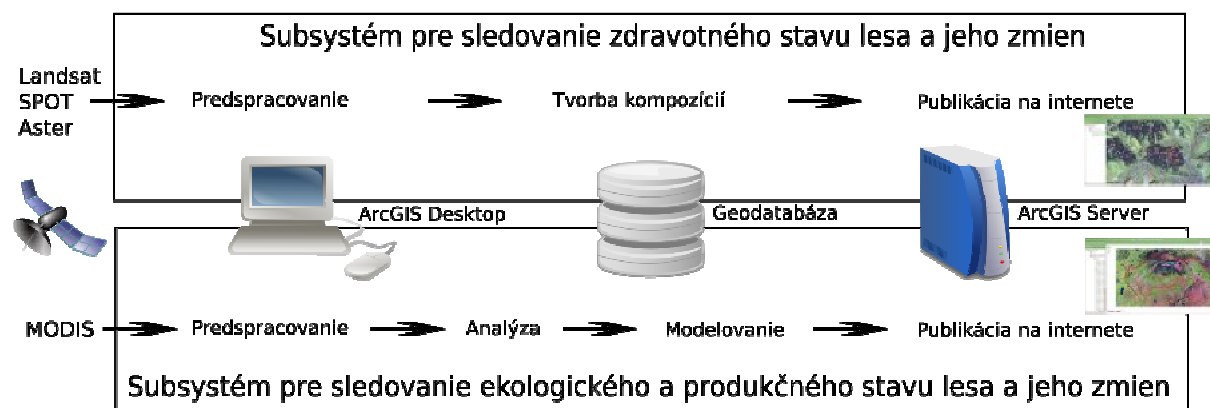 Subsystém pre sledovanie zdravotného stavu lesa a jeho zmien
Landsat
SPOT
Aster
Predspracovanie
Tvorba kompozícií
Publikácia na internete
ArcGIS Desktop
Geodatabáza
ArcGIS Server
MODIS
Predspracovanie
Analýza
Modelovanie
Publikácia na internete
Subsystém pre sledovanie ekologického a produkčného stavu lesa a jeho zmien